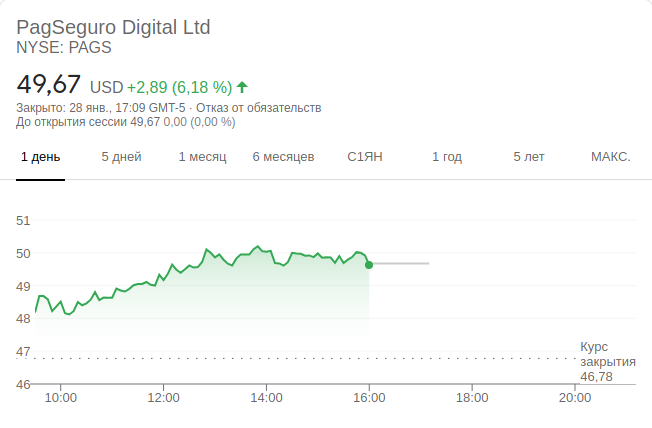 PagSeguro Digital Ltd
NYSE: PAGS
49,67 USD +2,89 (6,18 %)
Закрыто: 28 янв., 17:09 GMT-5 · Отказ от обязательств
До открытия сессии 49,67 0,00 (0,00 %)
1 день 5 дней 1 месяц 6 месяцев С1ЯН 1 год 5 лет МАКС.
51
50
49
48
47
Курс
закрытия
46,78
46
10:00 12:00 14:00 16:00 18:00 20:00